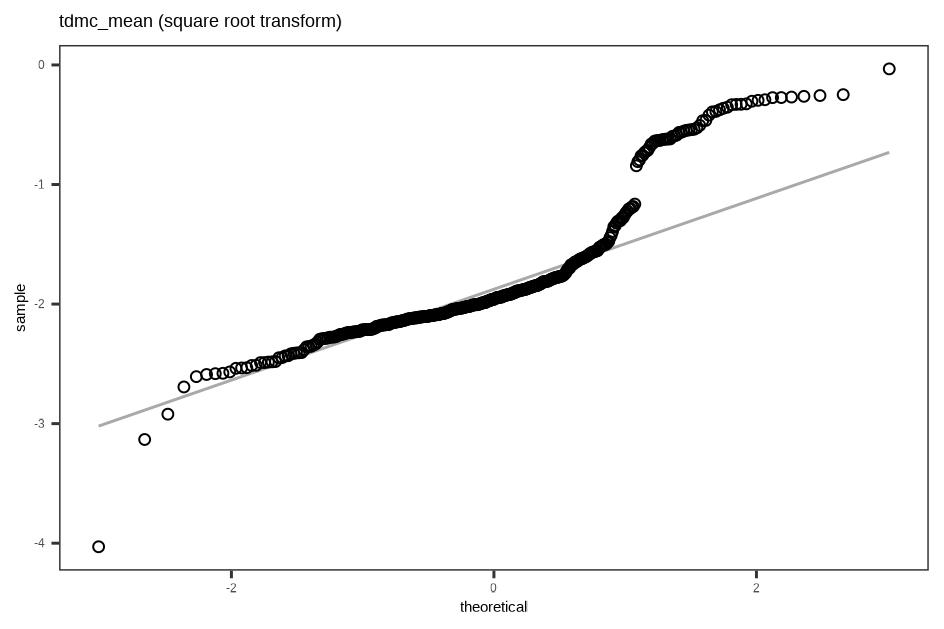 tdmc_mean (square root transform)
0
-1
-2
-3
-4
sample
-2
0
2
theoretical